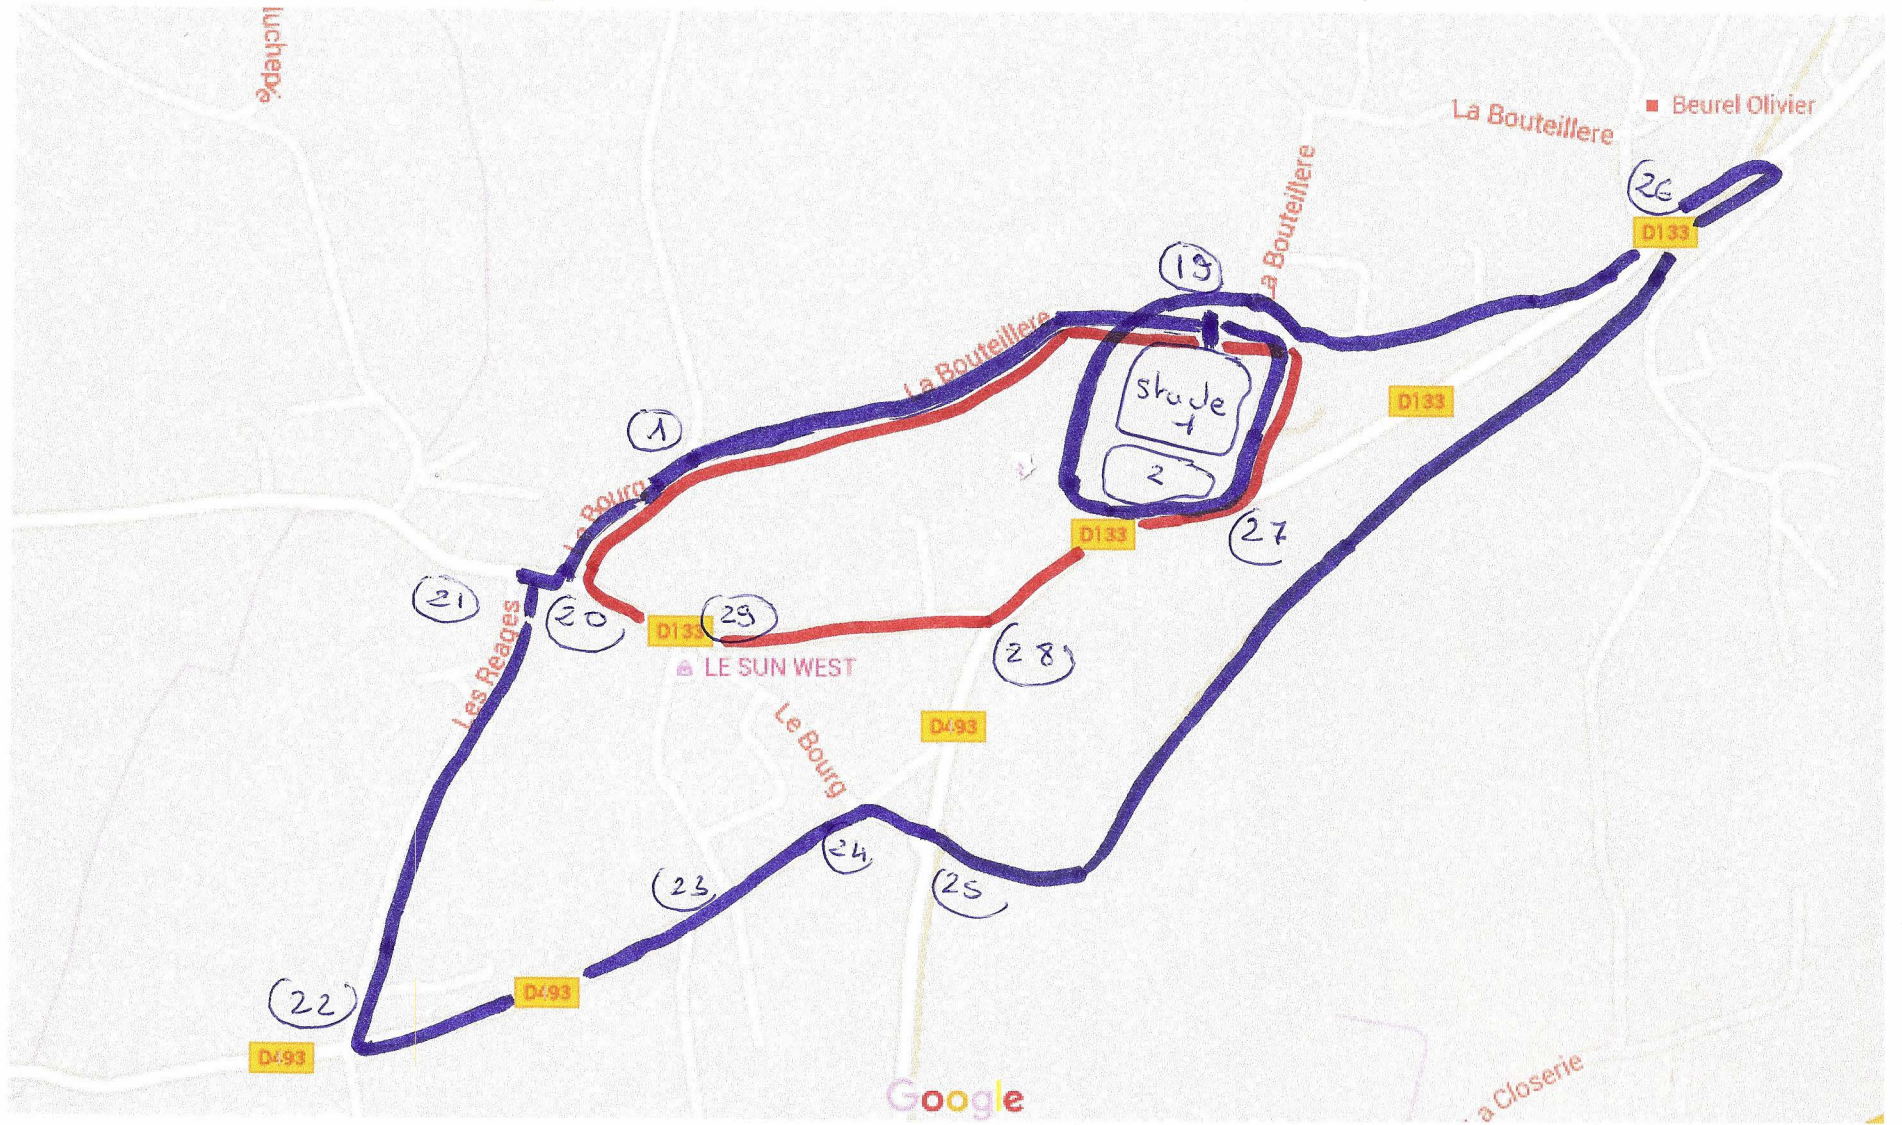 La Bouteillere
Beurel Olivier
La Bouteillere
26
D133
19
La Bouteillere
stade
1
D133
1
2
Le Bourg
D133
27
21
20
D133
29
28
Les Reages
LE SUN WEST
Le Bourg
D493
24
23
25
22
D493
D493
Google
a Closerie